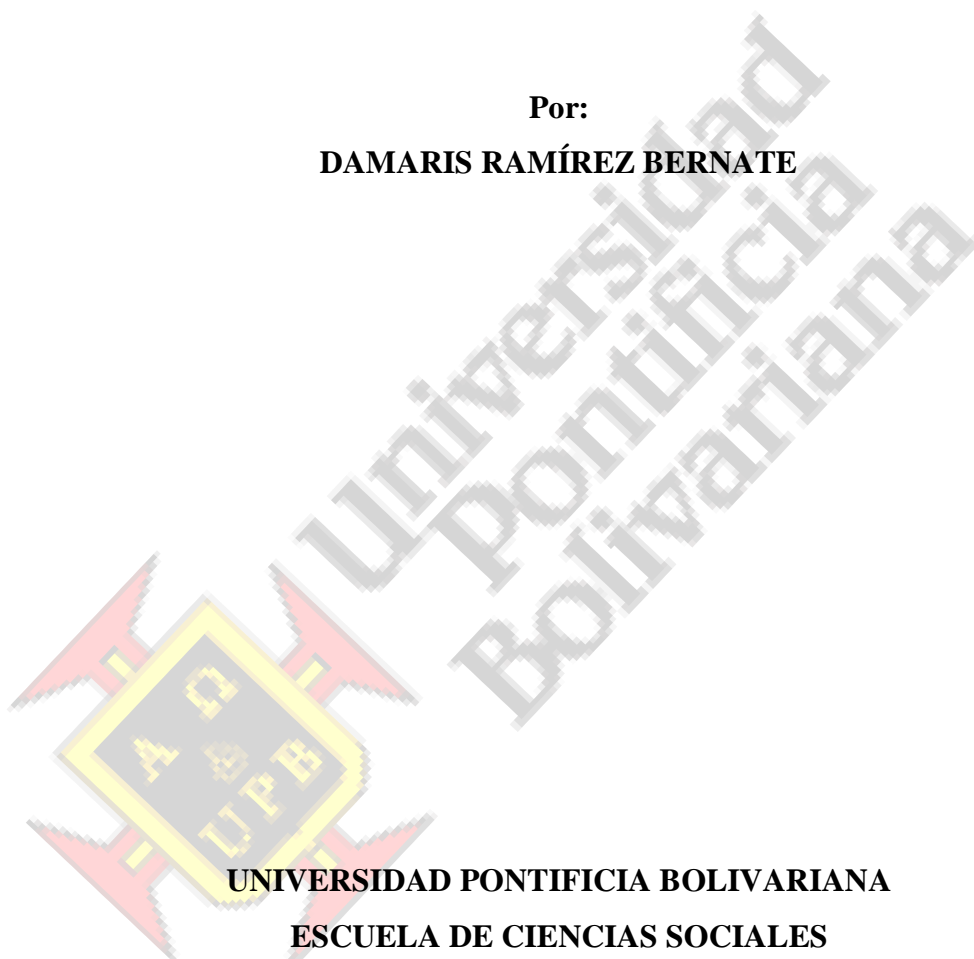 Por:
DAMARIS RAMÍREZ BERNATE
Universidad
Pontificia
Bolivariana
A Ω
UPB
UNIVERSIDAD PONTIFICIA BOLIVARIANA
ESCUELA DE CIENCIAS SOCIALES